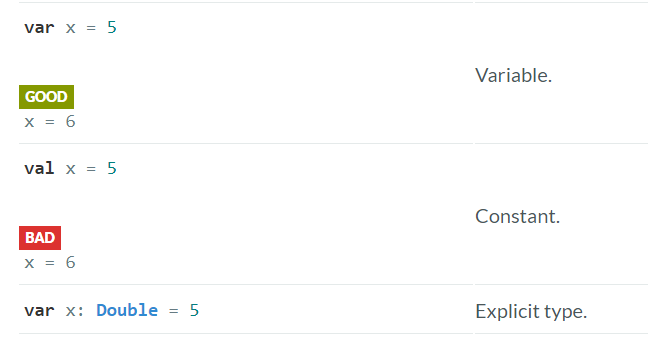 var x = 5
Variable.
GOOD
x = 6
val x = 5
Constant.
BAD
x = 6
var x: Double = 5
Explicit type.